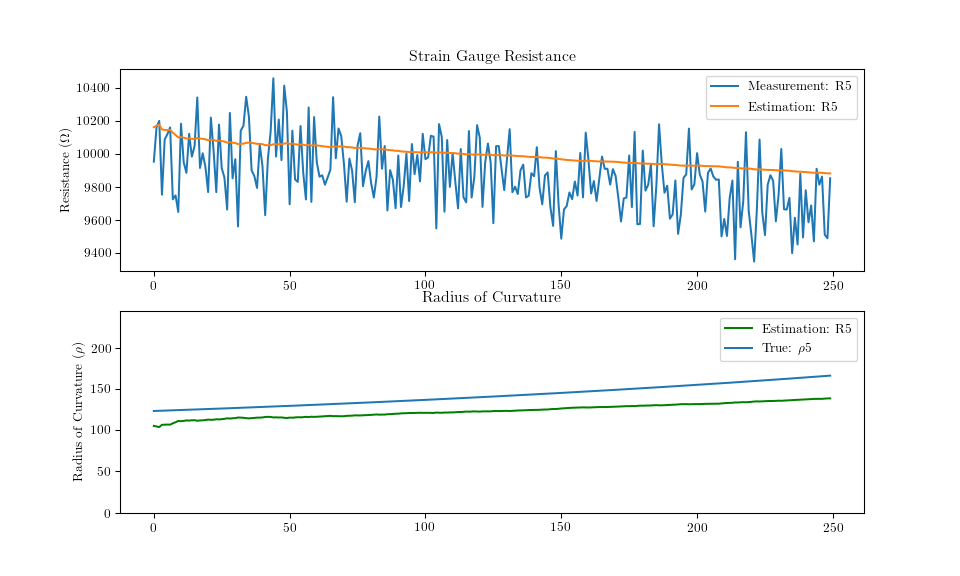 Strain Gauge Resistance
Resistance (Ω)
10400
10200
10000
9800
9600
9400
Measurement: R5
Estimation: R5
0
50
100
150
200
250
Radius of Curvature
Radius of Curvature (ρ)
200
150
100
50
0
Estimation: R5
True: ρ5
0
50
100
150
200
250